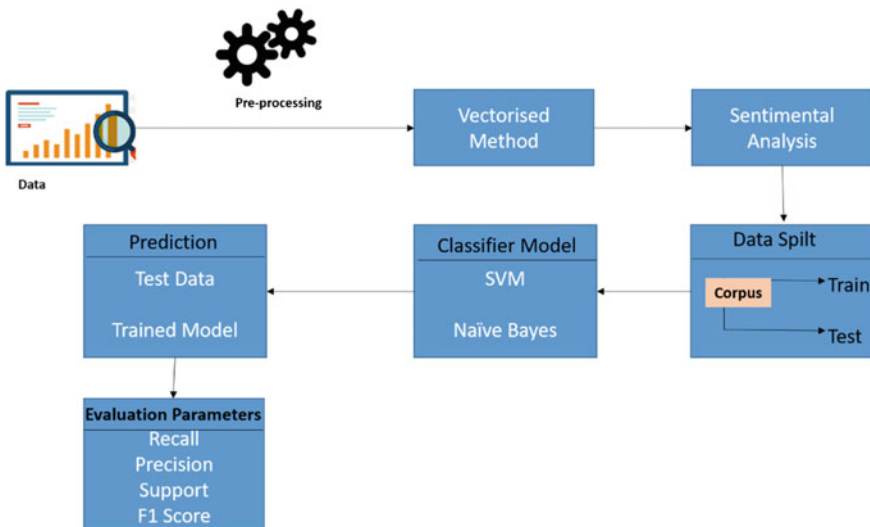 Pre-processing
Data
Vectorised
Method
Sentimental
Analysis
Data Spilt
Corpus
Train
Test
Classifier Model
SVM
Naïve Bayes
Prediction
Test Data
Trained Model
Evaluation Parameters
Recall
Precision
Support
F1 Score